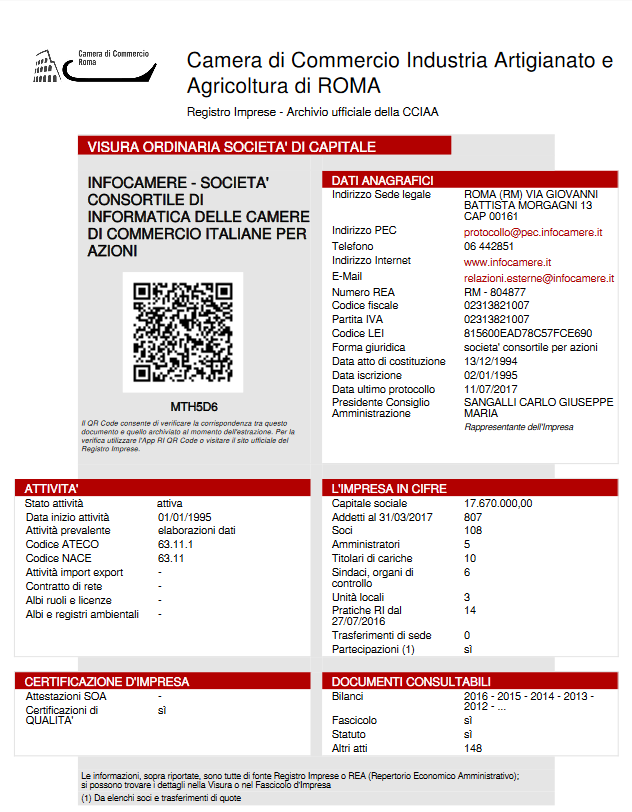 Camera di Commercio
Roma
Camera di Commercio Industria Artigianato e
Agricoltura di ROMA
Registro Imprese - Archivio ufficiale della CCIAA
VISURA ORDINARIA SOCIETA' DI CAPITALE
INFOCAMERE - SOCIETA'
CONSORTILE DI
INFORMATICA DELLE CAMERE
DI COMMERCIO ITALIANE PER
AZIONI
MTH5D6
Il QR Code consente di verificare la corrispondenza tra questo
documento e quello archiviato al momento dell'estrazione. Per la
verifica utilizzare l'App RI QR Code o visitare il sito ufficiale del
Registro Imprese.
DATI ANAGRAFICI
Indirizzo Sede legale ROMA (RM) VIA GIOVANNI
BATTISTA MORGAGNI 13
CAP 00161
Indirizzo PEC protocollo@pec.infocamere.it
Telefono 06 442851
Indirizzo Internet www.infocamere.it
E-Mail relazioni.esterne@infocamere.it
Numero REA RM - 804877
Codice fiscale 02313821007
Partita IVA 02313821007
Codice LEI 815600EAD78C57FCE690
Forma giuridica societa' consortile per azioni
Data atto di costituzione 13/12/1994
Data iscrizione 02/01/1995
Data ultimo protocollo 11/07/2017
Presidente Consiglio SANGALLI CARLO GIUSEPPE
Amministrazione MARIA
Rappresentante dell'Impresa
ATTIVITA'
Stato attività attiva
Data inizio attività 01/01/1995
Attività prevalente elaborazioni dati
Codice ATECO 63.11.1
Codice NACE 63.11
Attività import export -
Contratto di rete -
Albi ruoli e licenze -
Albi e registri ambientali -
L'IMPRESA IN CIFRE
Capitale sociale 17.670.000,00
Addetti al 31/03/2017 807
Soci 108
Amministratori 5
Titolari di cariche 10
Sindaci, organi di 6
controllo
Unità locali 3
Pratiche RI dal 14
27/07/2016
Trasferimenti di sede 0
Partecipazioni (1) sì
CERTIFICAZIONE D'IMPRESA
Attestazioni SOA -
Certificazioni di sì
QUALITA'
DOCUMENTI CONSULTABILI
Bilanci 2016 - 2015 - 2014 - 2013 -
2012 - ...
Fascicolo sì
Statuto sì
Altri atti 148
Le informazioni, sopra riportate, sono tutte di fonte Registro Imprese o REA (Repertorio Economico Amministrativo);
si possono trovare i dettagli nella Visura o nel Fascicolo d'Impresa
(1) Da elenchi soci e trasferimenti di quote